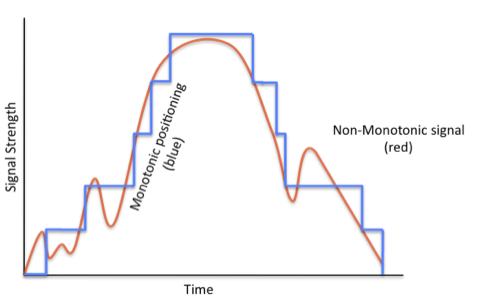 Signal Strength
Monotonic positioning
(blue)
Non-Monotonic signal
(red)
Time